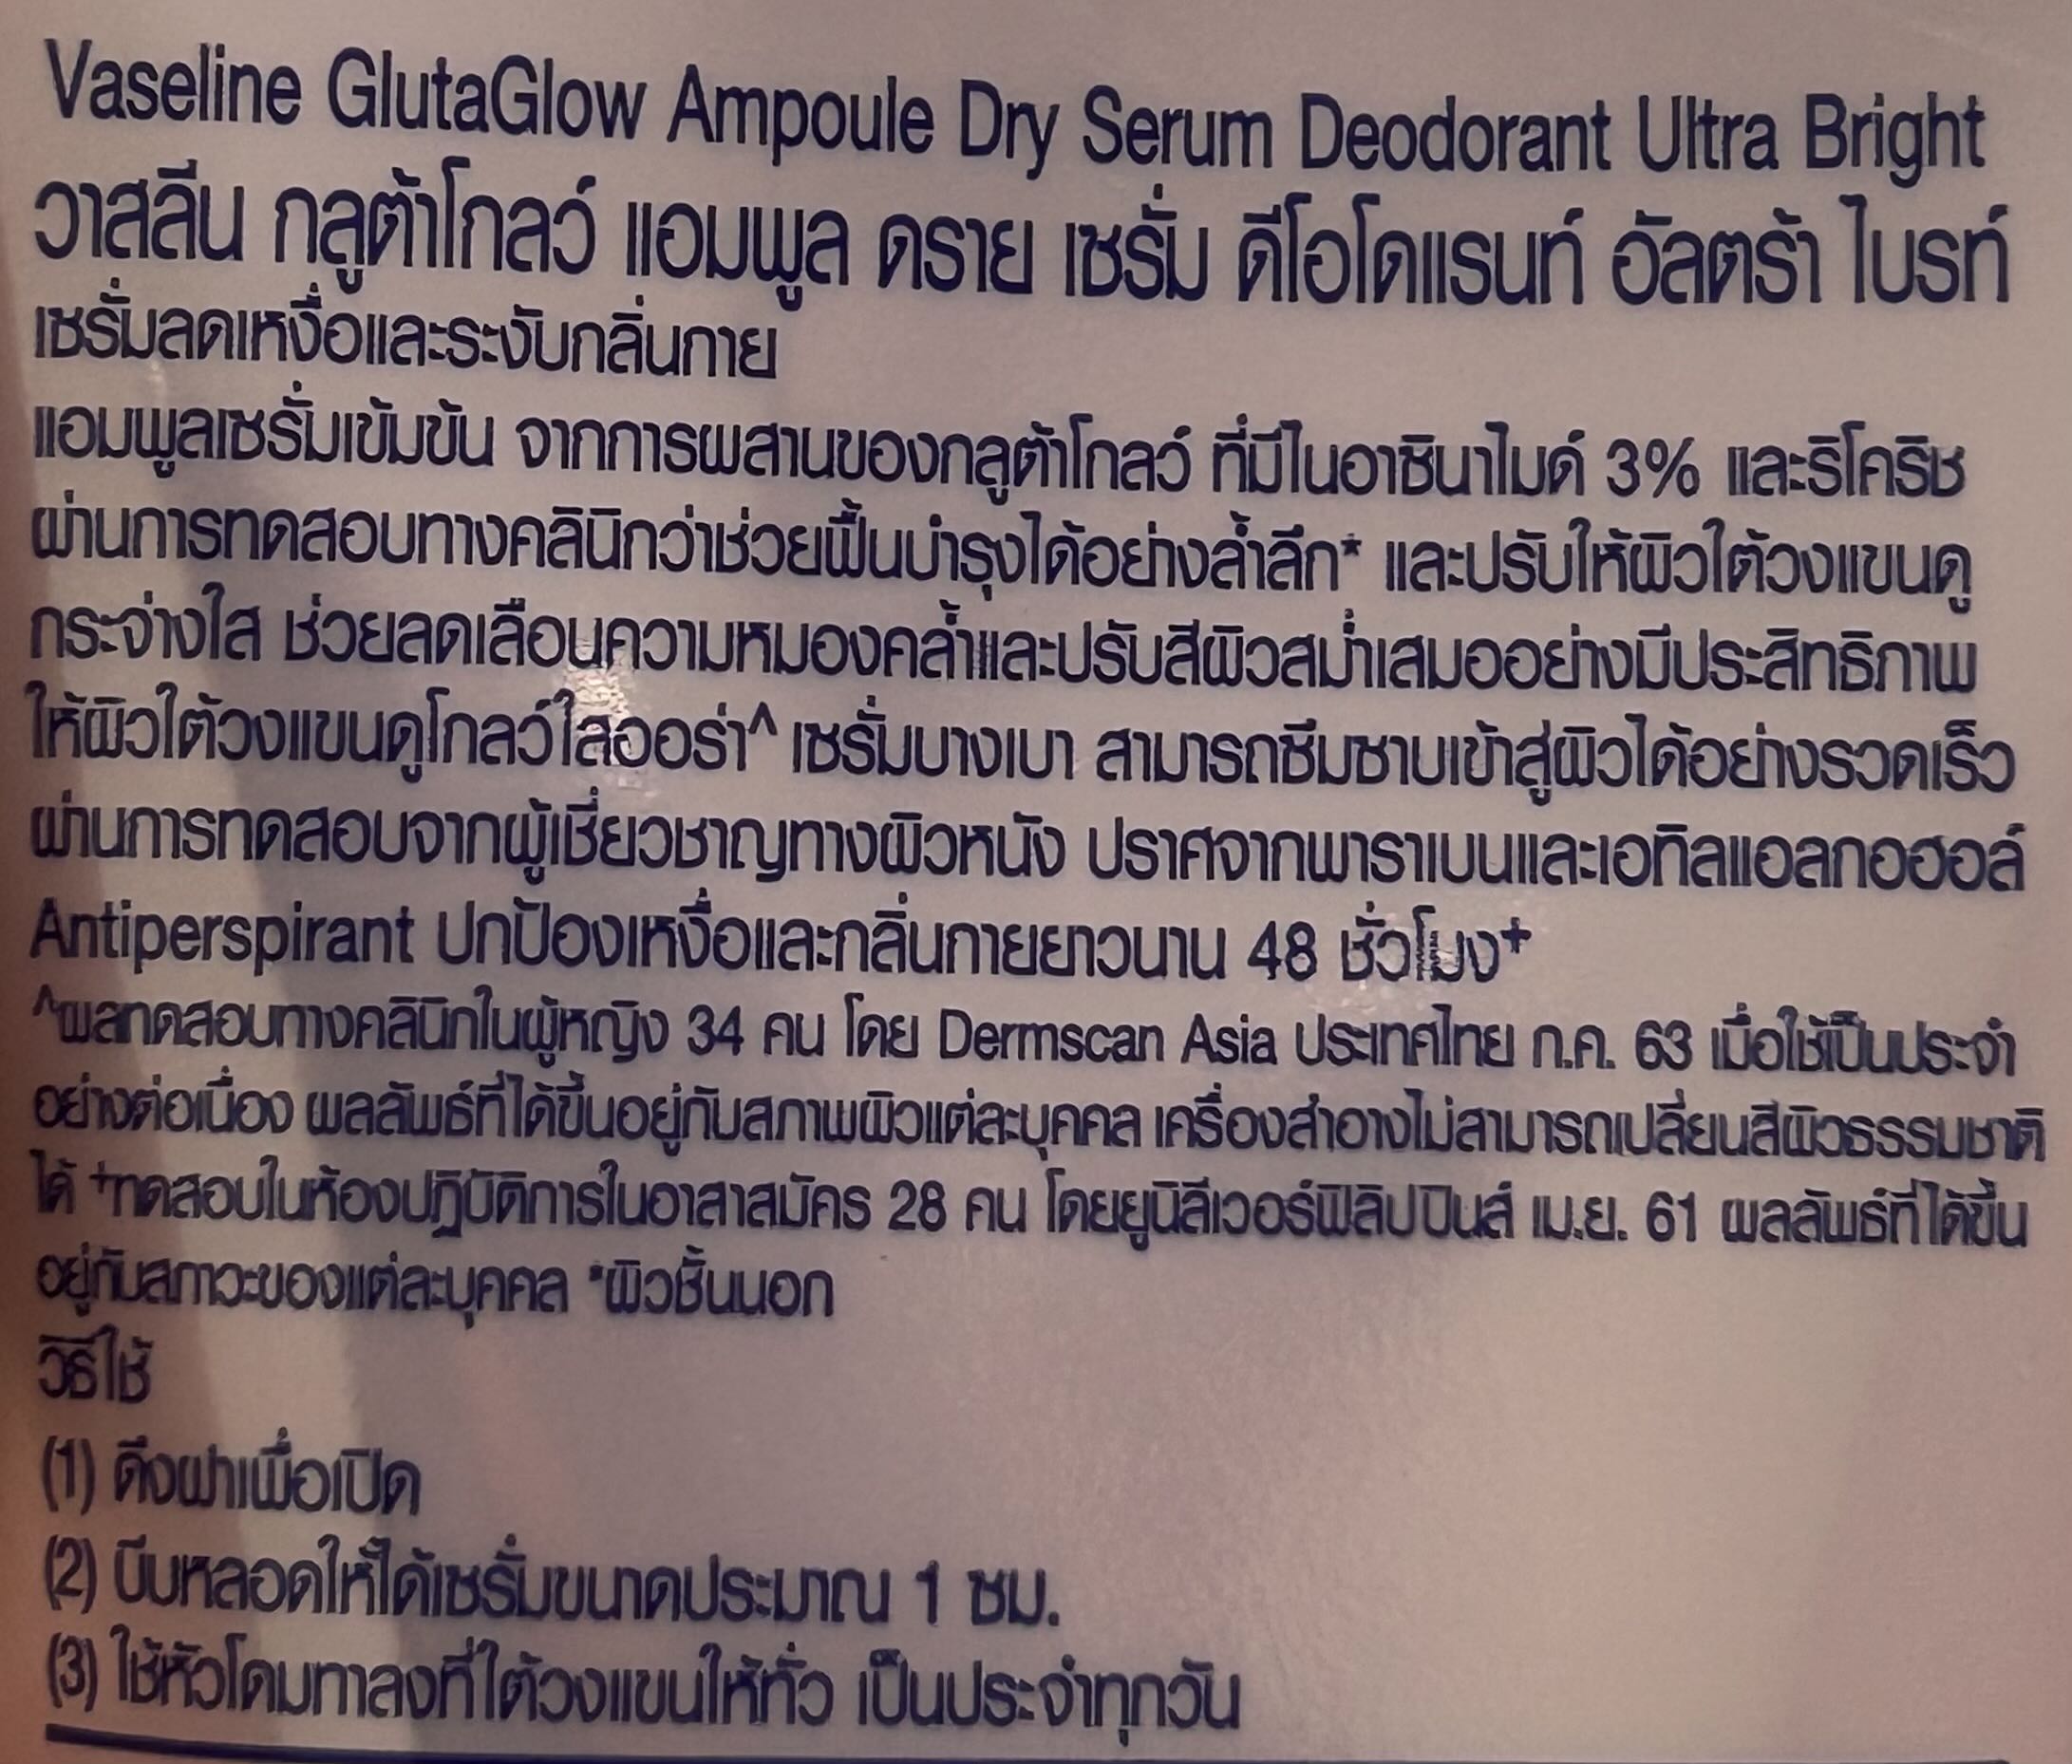 Vaseline GlutaGlow Ampoule Dry Serum Deodorant Ultra Bright
วาสลีน กลูต้าโกลว์ แอมพูล ดราย เซรั่ม ดีโอโดแรนท์ อัลตร้า ไบรท์
เซรั่มลดเหงื่อและระงับกลิ่นกาย
แอมพูลเซรั่มเข้มข้น จากการผสานของกลูต้าโกลว์ ที่มีไนอาซินาไมด์ 3% และริโคริช
ผ่านการทดสอบทางคลินิกว่าช่วยฟื้นบำรุงได้อย่างล้ำลึก* และปรับให้ผิวใต้วงแขนดู
กระจ่างใส ช่วยลดเลือนความหมองคล้ำและปรับสีผิวสม่ำเสมออย่างมีประสิทธิภาพ
ให้ผิวใต้วงแขนดูโกลว์ใสออร่า^ เซรั่มบางเบา สามารถซึมซาบเข้าสู่ผิวได้อย่างรวดเร็ว
ผ่านการทดสอบจากผู้เชี่ยวชาญทางผิวหนัง ปราศจากพาราเบนและเอทิลแอลกอฮอล์
Antiperspirant ปกป้องเหงื่อและกลิ่นกายยาวนาน 48 ชั่วโมง+
^ผลทดสอบทางคลินิกในผู้หญิง 34 คน โดย Dermscan Asia ประเทศไทย ก.ค. 63 เมื่อใช้เป็นประจำ
อย่างต่อเนื่อง ผลลัพธ์ที่ได้ขึ้นอยู่กับสภาพผิวแต่ละบุคคล เครื่องสำอางไม่สามารถเปลี่ยนสีผิวธรรมชาติ
ได้ +ทดสอบในห้องปฏิบัติการในอาสาสมัคร 28 คน โดยยูนิลีเวอร์ฟิลิปปินส์ เม.ย. 61 ผลลัพธ์ที่ได้ขึ้น
อยู่กับสภาวะของแต่ละบุคคล *ผิวชั้นนอก
วิธีใช้
(1) ดึงฝาเพื่อเปิด
(2) บีบหลอดให้ได้เซรั่มขนาดประมาณ 1 ซม.
(3) ใช้หัวโดมทาลงที่ใต้วงแขนให้ทั่ว เป็นประจำทุกวัน